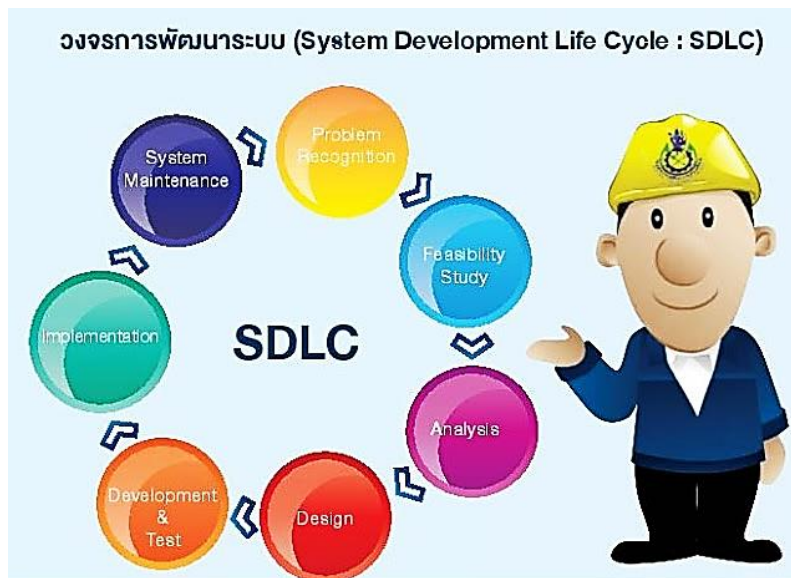 วงจรการพัฒนาระบบ (System Development Life Cycle : SDLC)
Problem
Recognition
Feasibility
Study
Analysis
Design
Development
&
Test
Implementation
System
Maintenance
SDLC